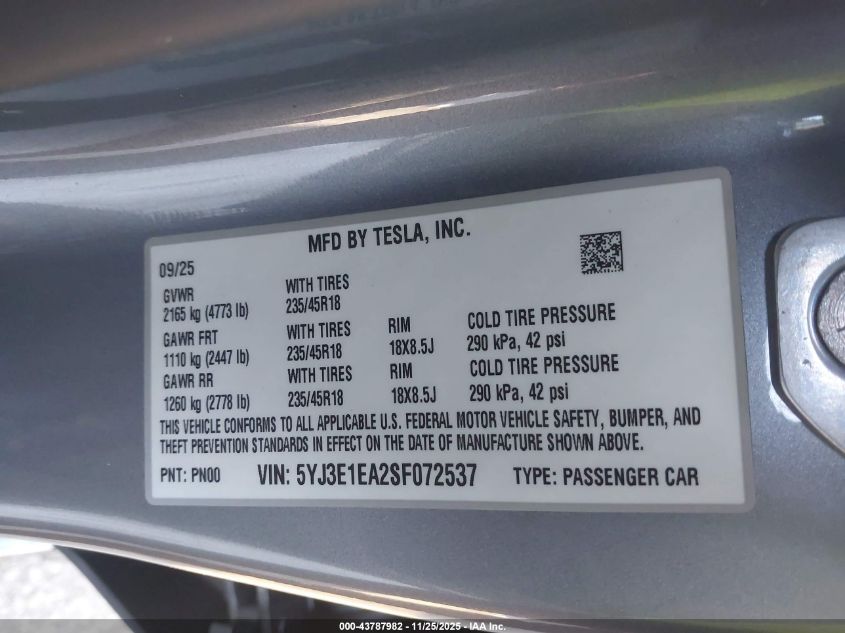 MFD BY TESLA, INC.
09/25
GVWR
2165 kg (4773 lb)
WITH TIRES
235/45R18
GAWR FRT
1110 kg (2447 lb)
WITH TIRES
235/45R18
RIM
18X8.5J
COLD TIRE PRESSURE
290 kPa, 42 psi
GAWR RR
1260 kg (2778 lb)
WITH TIRES
235/45R18
RIM
18X8.5J
COLD TIRE PRESSURE
290 kPa, 42 psi
THIS VEHICLE CONFORMS TO ALL APPLICABLE U.S. FEDERAL MOTOR VEHICLE SAFETY, BUMPER, AND
THEFT PREVENTION STANDARDS IN EFFECT ON THE DATE OF MANUFACTURE SHOWN ABOVE.
PNT: PN00 VIN: 5YJ3E1EA2SF072537 TYPE: PASSENGER CAR
000-43787982 - 11/25/2025 - IAA Inc.